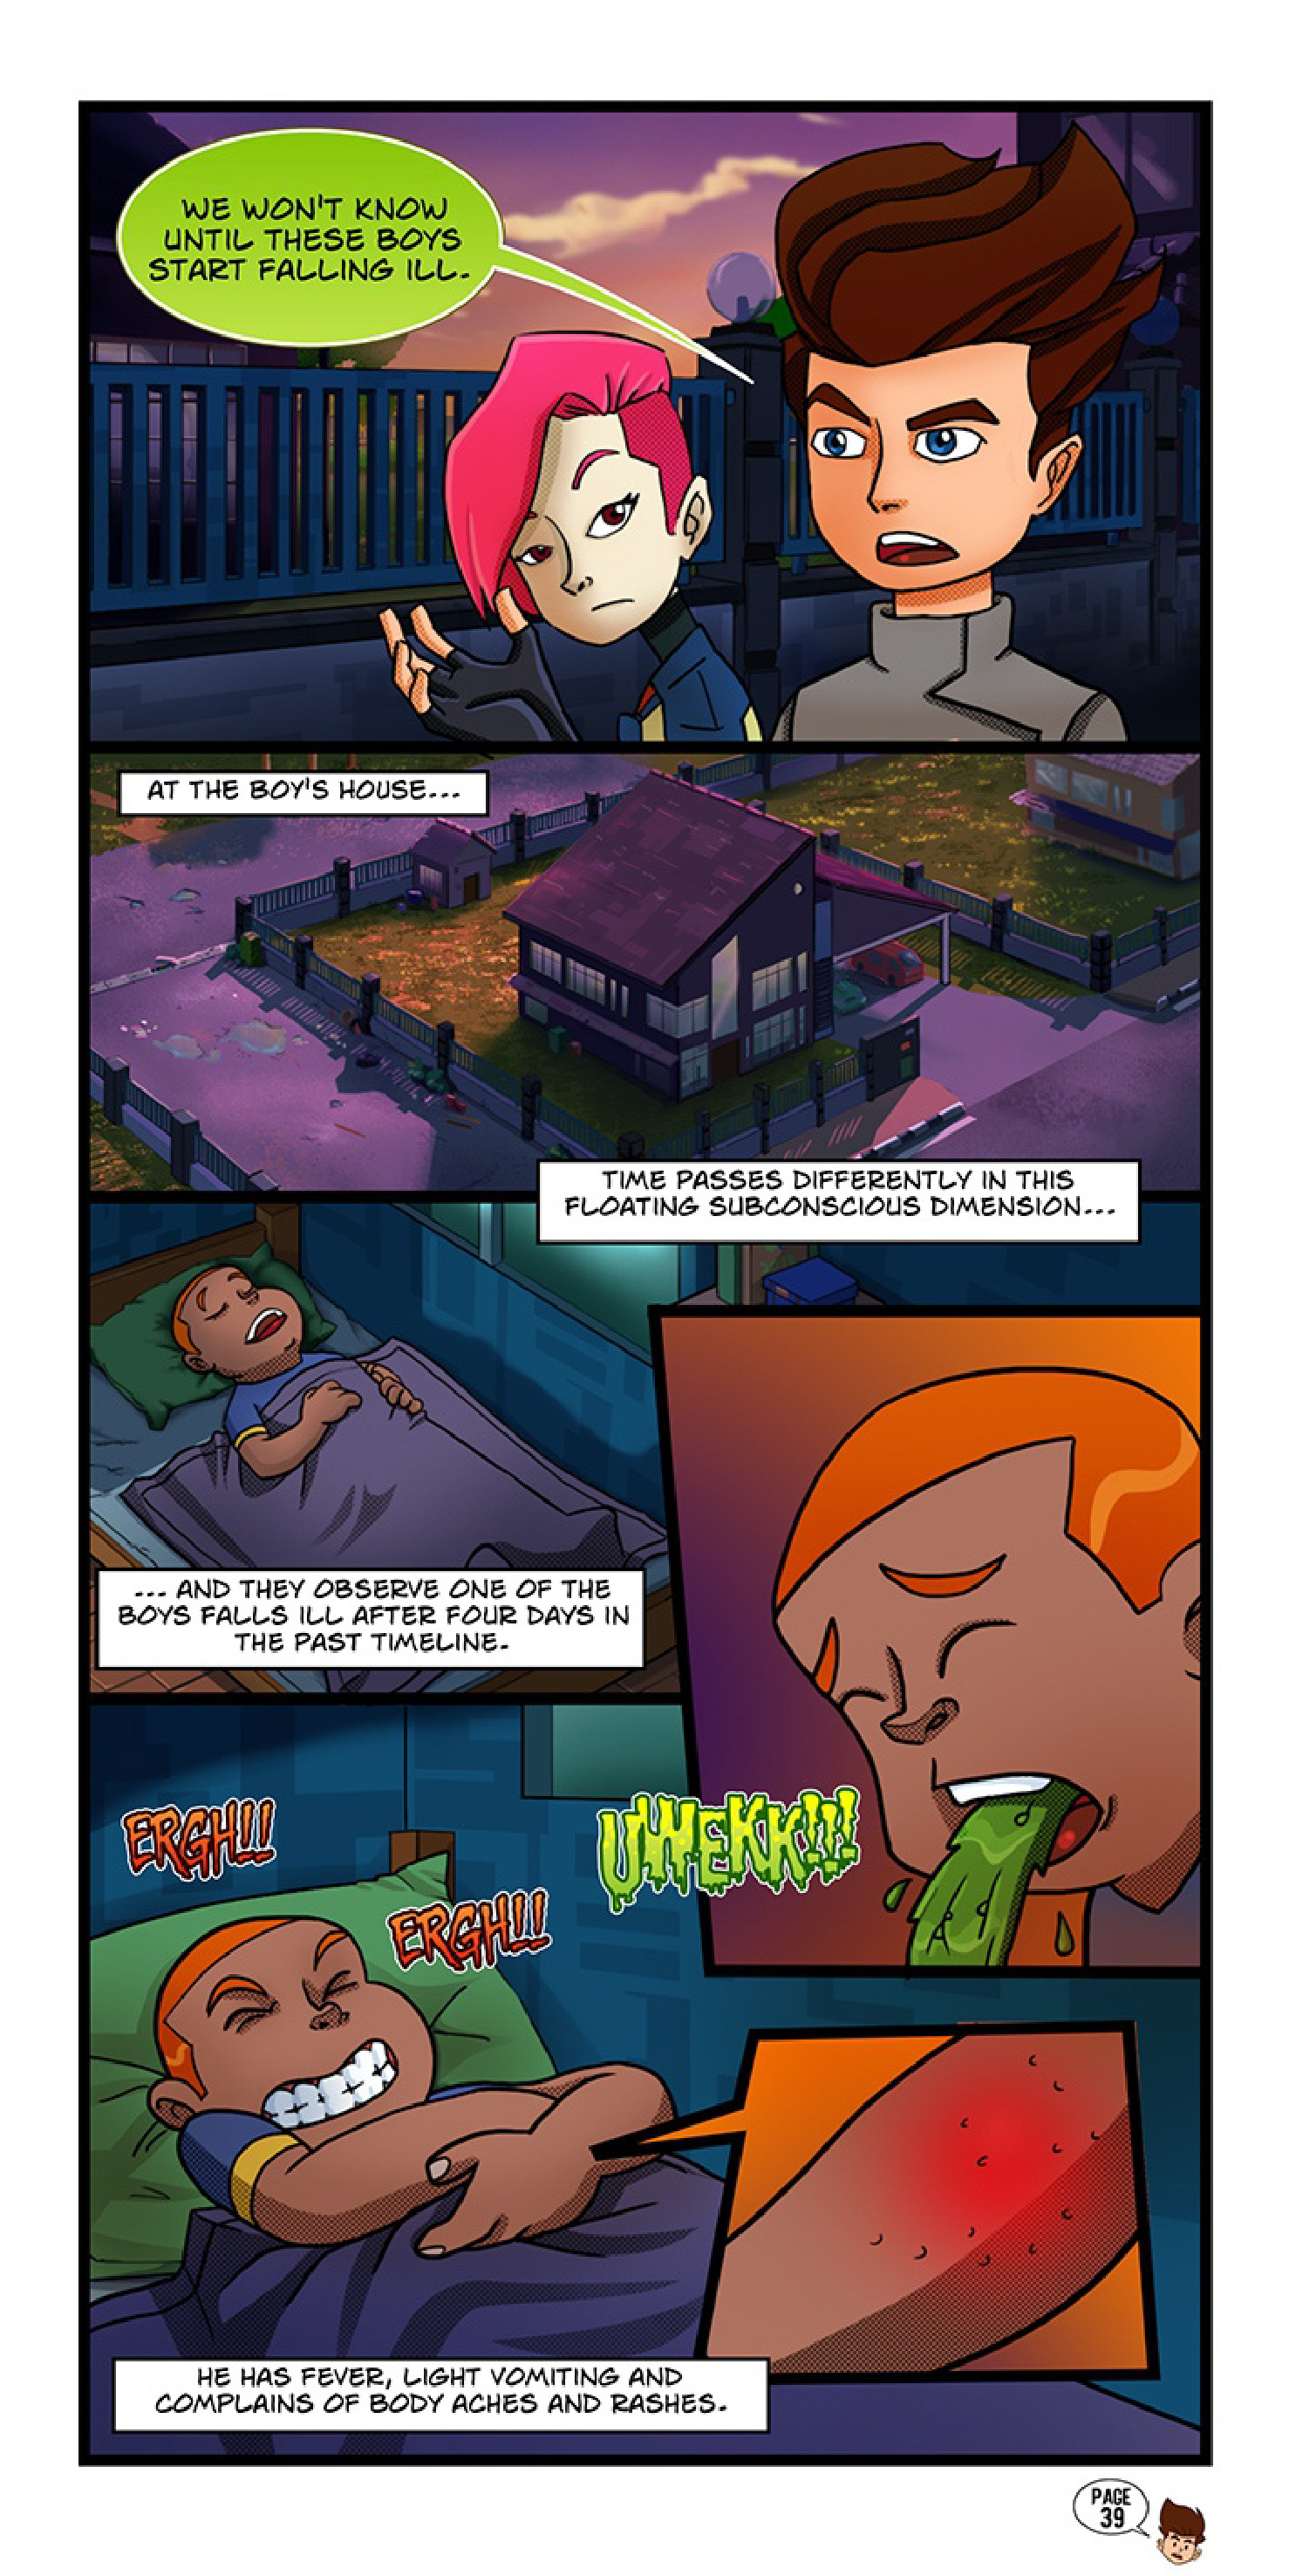 WE WON'T KNOW
UNTIL THESE BOYS
START FALLING ILL.
AT THE BOY'S HOUSE...
TIME PASSES DIFFERENTLY IN THIS
FLOATING SUBCONSCIOUS DIMENSION...
... AND THEY OBSERVE ONE OF THE
BOYS FALLS ILL AFTER FOUR DAYS IN
THE PAST TIMELINE.
UWEKK!!!
ERGH!!
ERGH!!
HE HAS FEVER, LIGHT VOMITING AND
COMPLAINS OF BODY ACHES AND RASHES.
PAGE
39